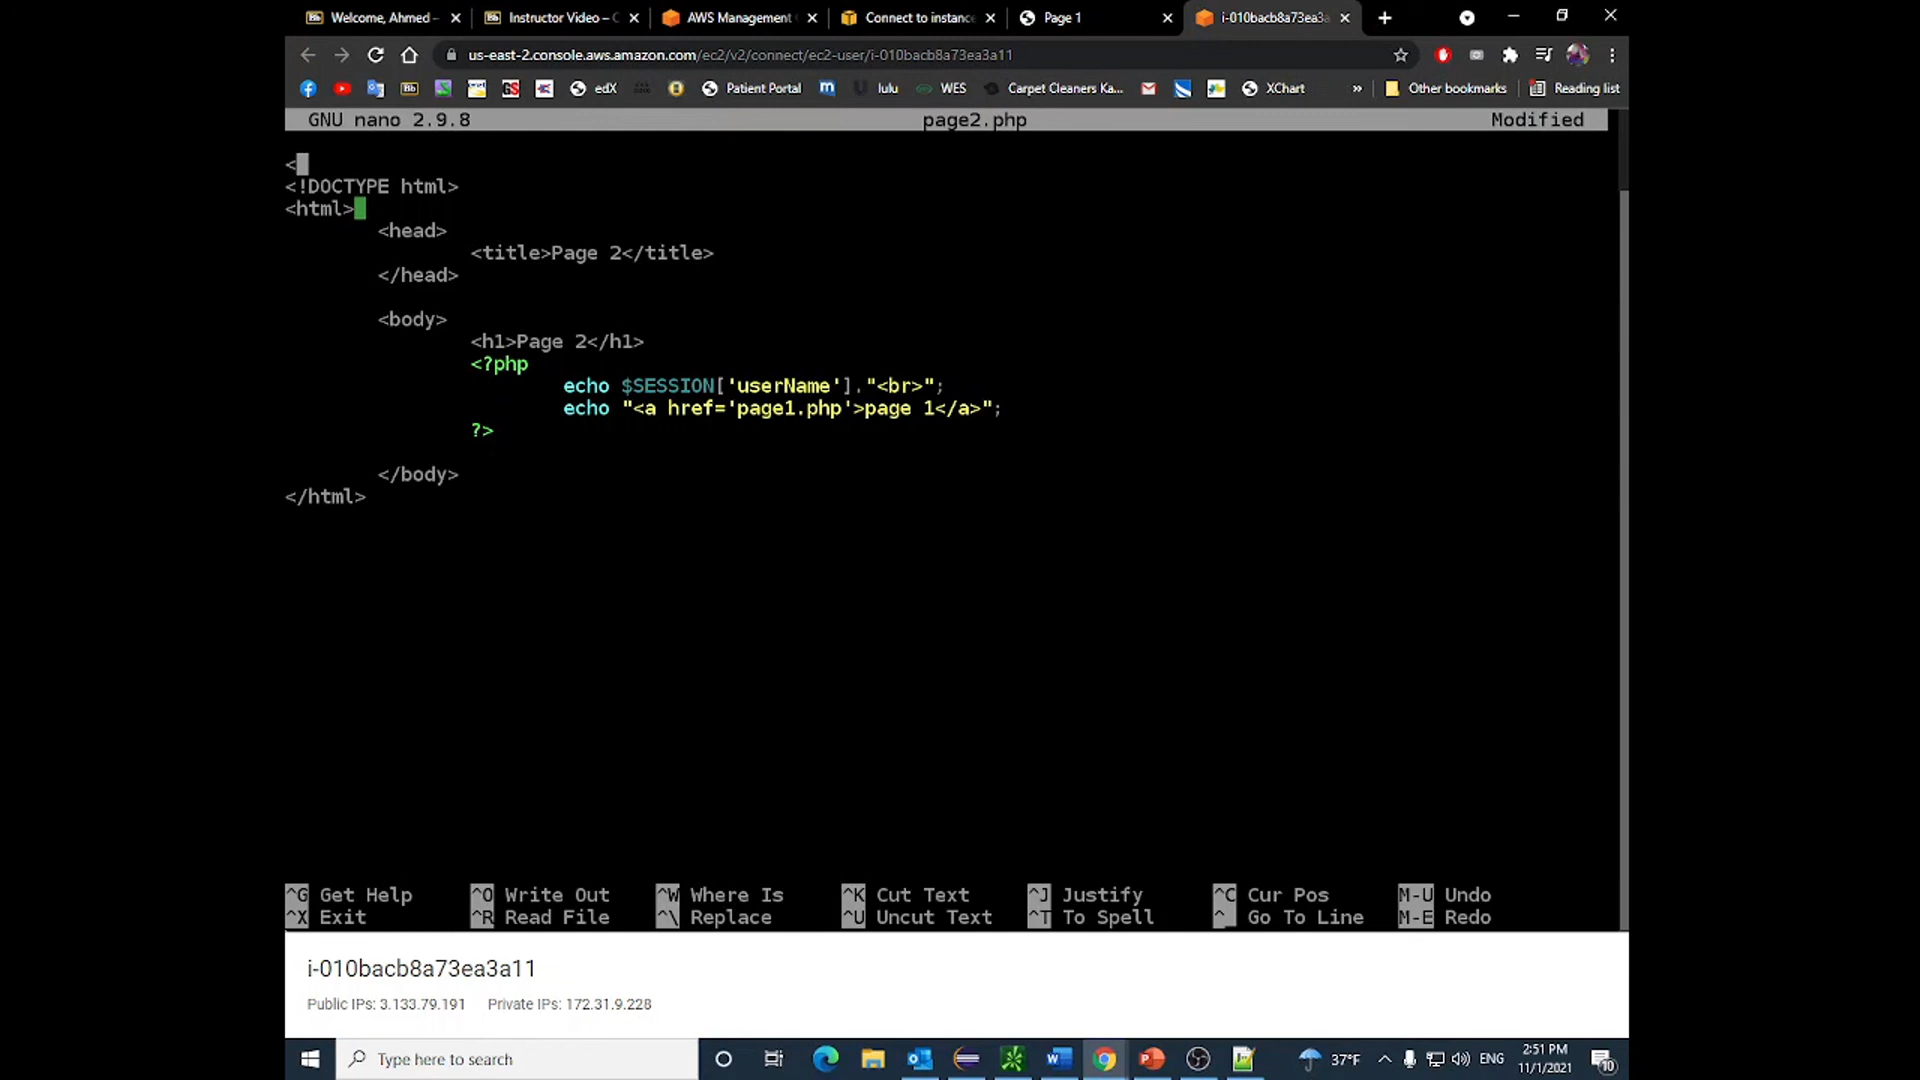 Welcome, Ahmed –
Instructor Video – C
AWS Management
Connect to instance
Page 1
i-010bacb8a73ea3a
us-east-2.console.aws.amazon.com/ec2/v2/connect/ec2-user/i-010bacb8a73ea3a11
edX
Patient Portal
lulu
WES
Carpet Cleaners Ka...
XChart
»
Other bookmarks
Reading list
GNU nano 2.9.8 page2.php Modified
<
<!DOCTYPE html>
<html>
<head>
<title>Page 2</title>
</head>
<body>
<h1>Page 2</h1>
<?php
echo $SESSION['userName']."<br>";
echo "<a href='page1.php'>page 1</a>";
?>
</body>
</html>
^G Get Help ^O Write Out ^W Where Is ^K Cut Text ^J Justify ^C Cur Pos M-U Undo
^X Exit ^R Read File ^\ Replace ^U Uncut Text ^T To Spell ^_ Go To Line M-E Redo
i-010bacb8a73ea3a11
Public IPs: 3.133.79.191 Private IPs: 172.31.9.228
Type here to search
37°F
ENG
2:51 PM
11/1/2021
10